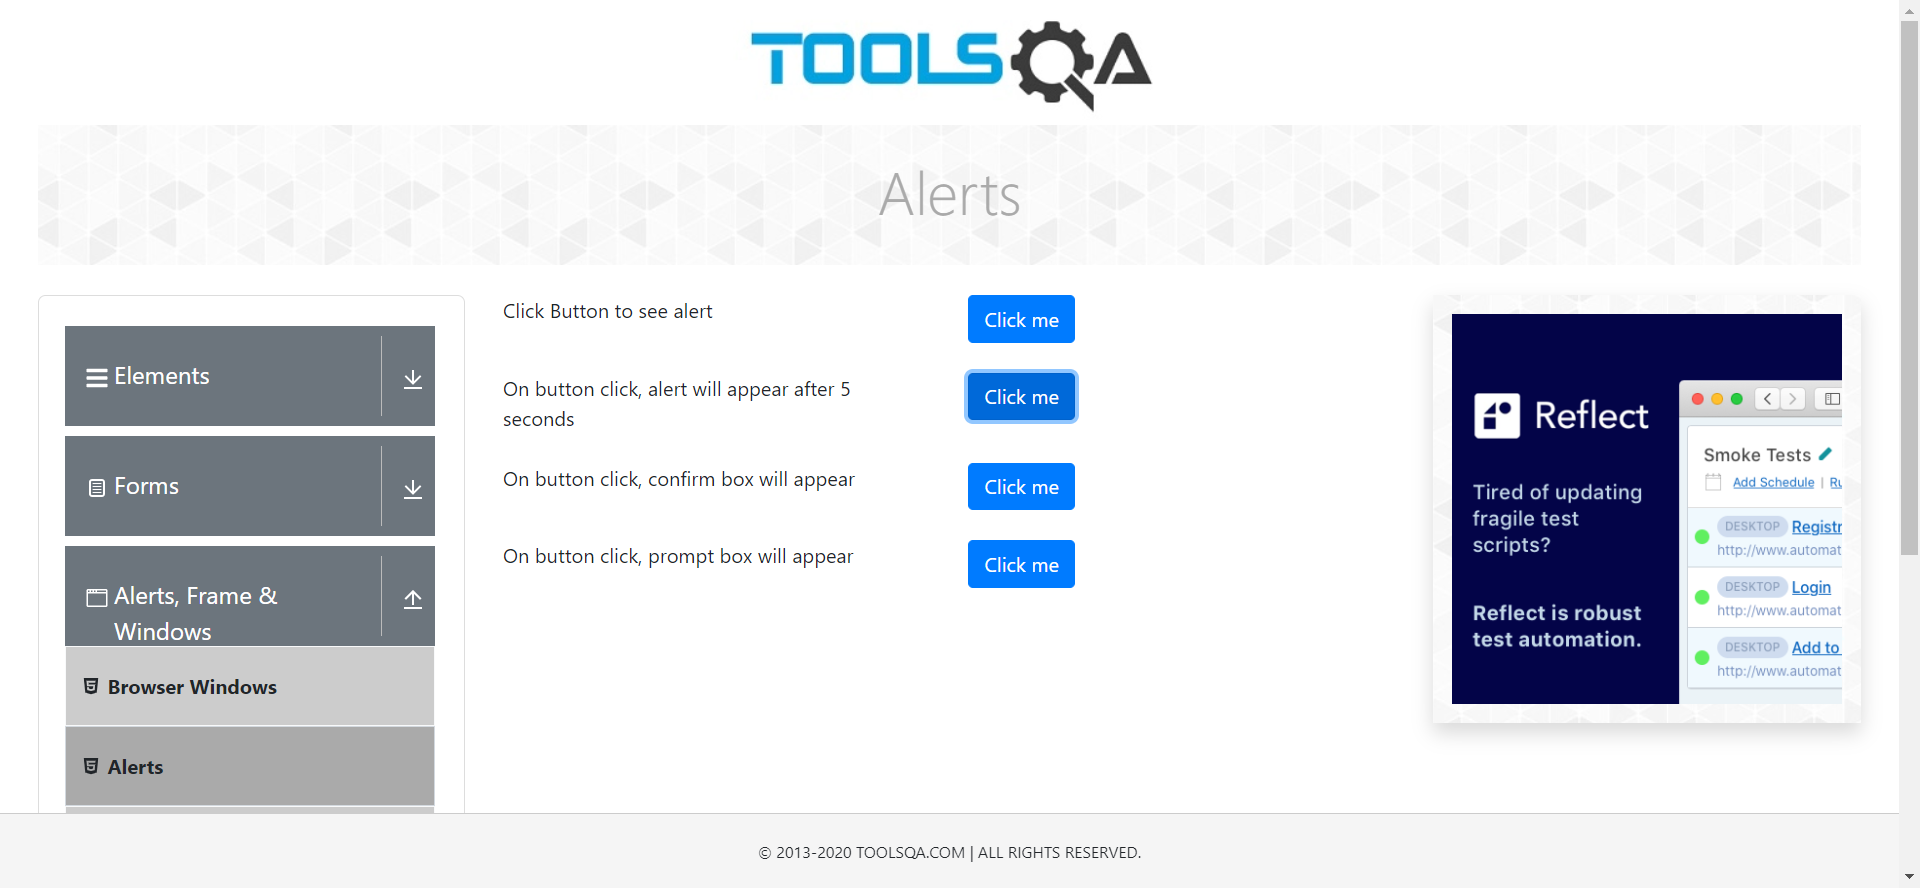 TOOLSQA
Alerts
Elements
Forms
Alerts, Frame &
Windows
Browser Windows
Alerts
Click Button to see alert
Click me
On button click, alert will appear after 5
seconds
Click me
On button click, confirm box will appear
Click me
On button click, prompt box will appear
Click me
Reflect
Tired of updating
fragile test
scripts?
Reflect is robust
test automation.
Smoke Tests
Add Schedule | Ru
DESKTOP Registr
http://www.automat
DESKTOP Login
http://www.automat
DESKTOP Add to
http://www.automat
© 2013-2020 TOOLSQA.COM | ALL RIGHTS RESERVED.